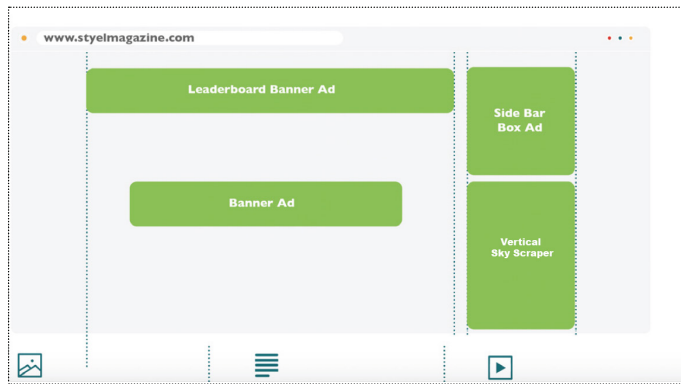 www.styelmagazine.com
Leaderboard Banner Ad
Side Bar
Box Ad
Banner Ad
Vertical
Sky Scraper